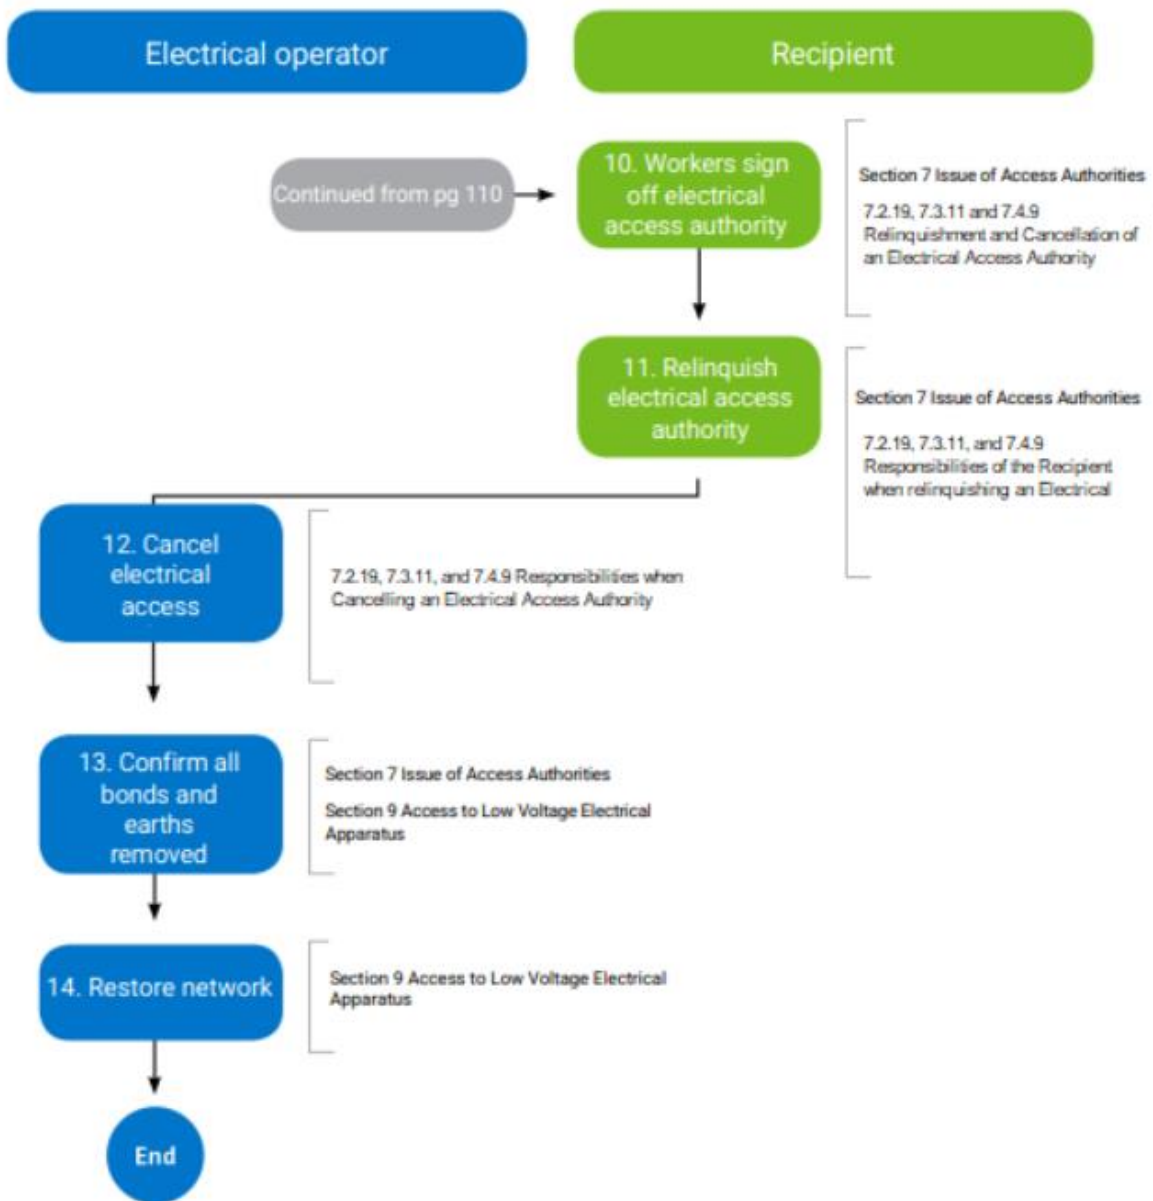 Electrical operator
Recipient
Continued from pg 110
10. Workers sign
off electrical
access authority
Section 7 Issue of Access Authorities
7.2.19, 7.3.11 and 7.4.9
Relinquishment and Cancellation of
an Electrical Access Authority
11. Relinquish
electrical access
authority
Section 7 Issue of Access Authorities
7.2.19, 7.3.11, and 7.4.9
Responsibilities of the Recipient
when relinquishing an Electrical
12. Cancel
electrical
access
7.2.19, 7.3.11, and 7.4.9 Responsibilities when
Cancelling an Electrical Access Authority
13. Confirm all
bonds and
earths
removed
Section 7 Issue of Access Authorities
Section 9 Access to Low Voltage Electrical
Apparatus
14. Restore network
Section 9 Access to Low Voltage Electrical
Apparatus
End